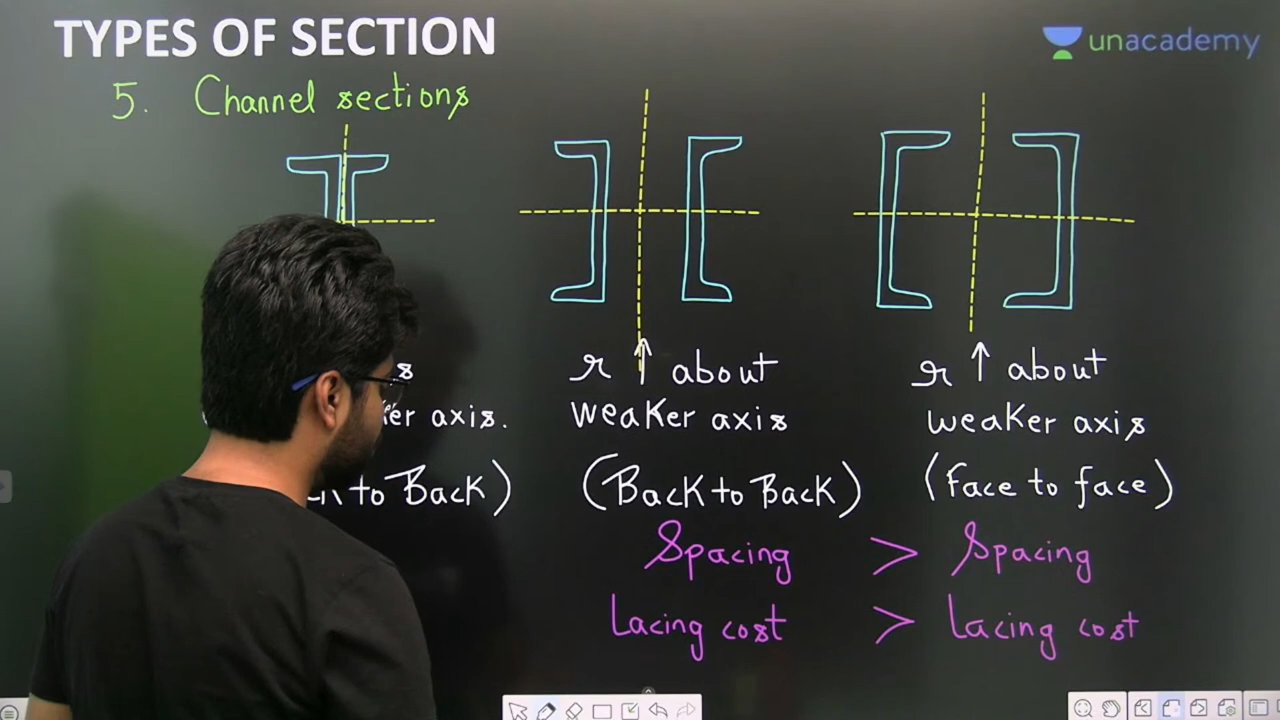 TYPES OF SECTION
unacademy
5. Channel sections
r ↑ about
weaker axis
(Back to Back)
r ↑ about
weaker axis
(face to face)
axis.
to Back)
Spacing > Spacing
Lacing cost > Lacing cost